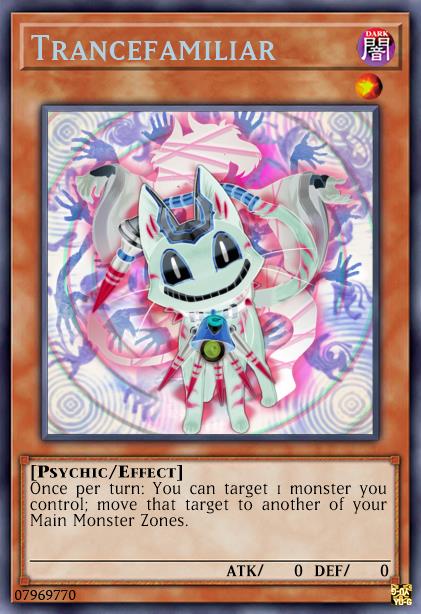 Trancefamiliar
DARK
闇
[Psychic/Effect]
Once per turn: You can target 1 monster you
control; move that target to another of your
Main Monster Zones.
ATK/ 0 DEF/ 0
07969770